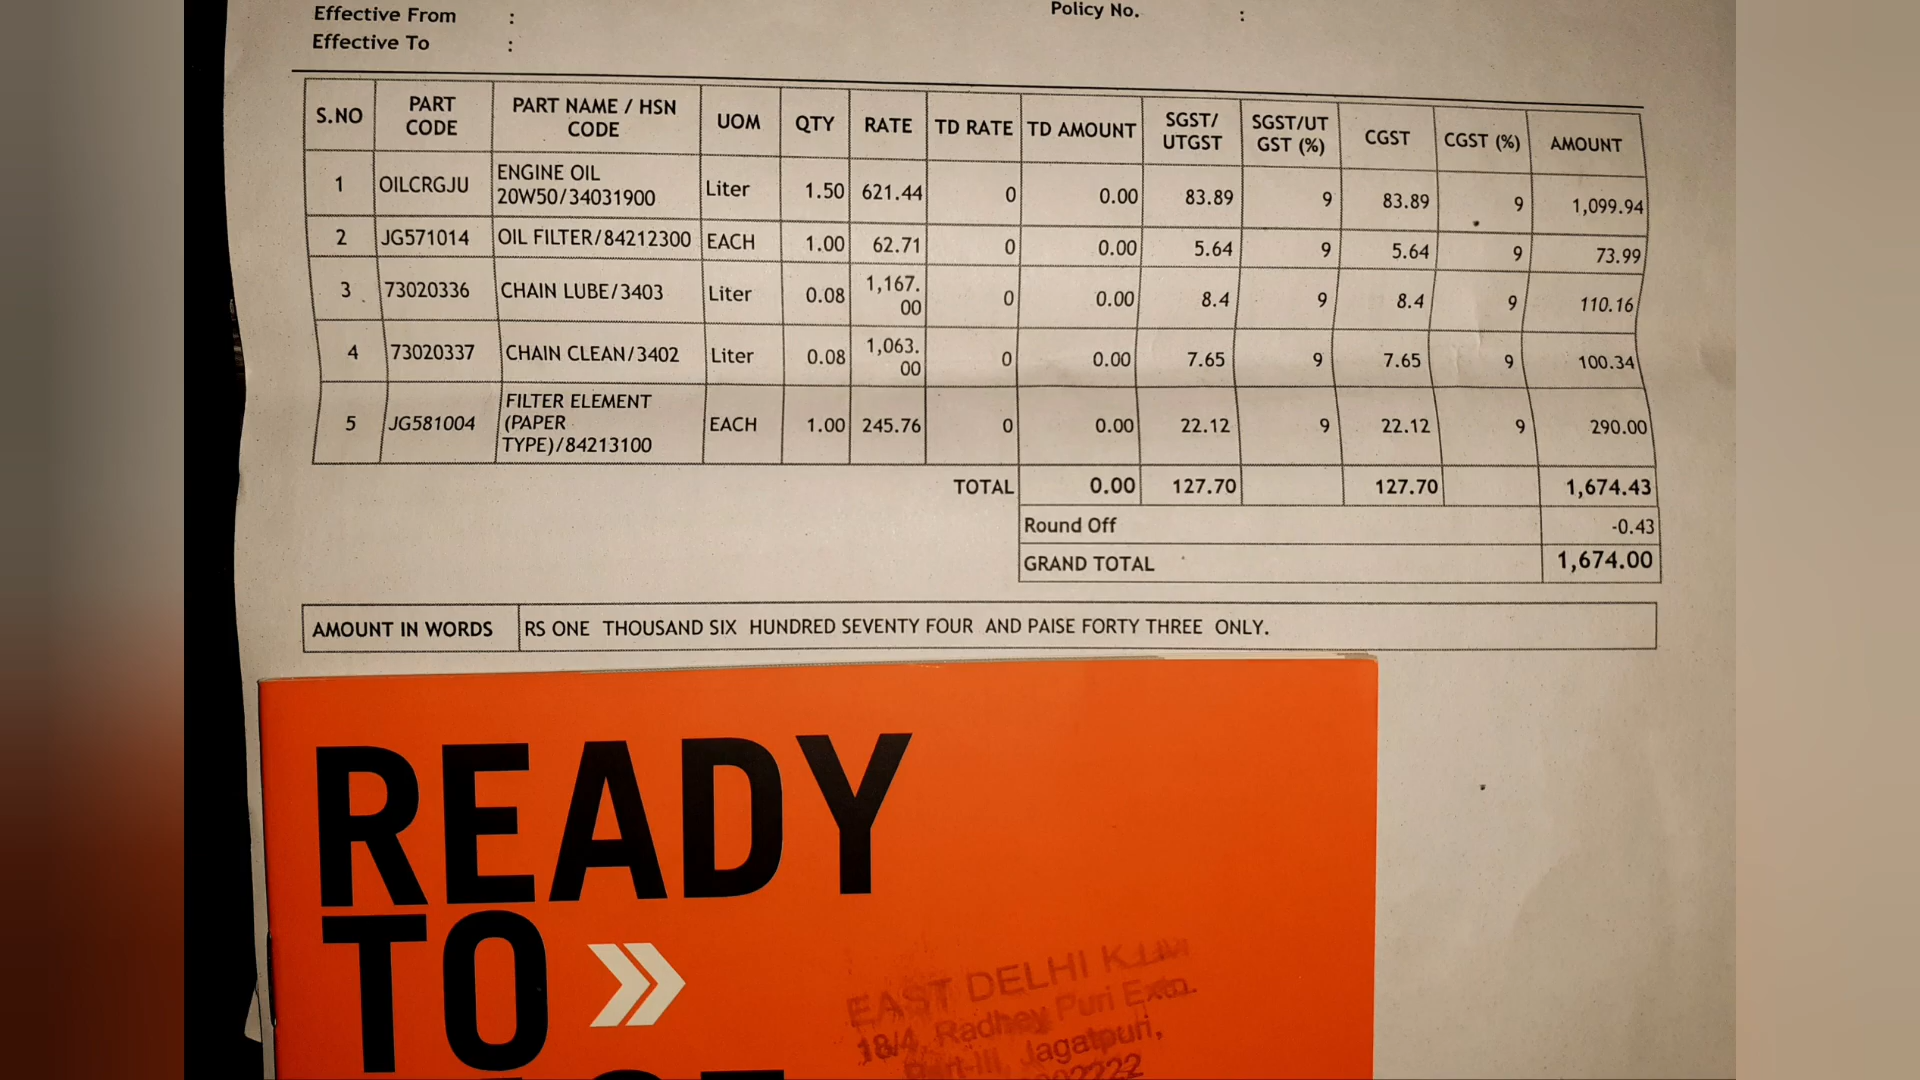 Effective From : Policy No. :
Effective To :
S.NO PART CODE PART NAME / HSN CODE UOM QTY RATE TD RATE TD AMOUNT SGST/ UTGST SGST/UT GST (%) CGST CGST (%) AMOUNT
1 OILCRGJU ENGINE OIL 20W50/34031900 Liter 1.50 621.44 0 0.00 83.89 9 83.89 9 1,099.94
2 JG571014 OIL FILTER/84212300 EACH 1.00 62.71 0 0.00 5.64 9 5.64 9 73.99
3 73020336 CHAIN LUBE/3403 Liter 0.08 1,167.00 0 0.00 8.4 9 8.4 9 110.16
4 73020337 CHAIN CLEAN/3402 Liter 0.08 1,063.00 0 0.00 7.65 9 7.65 9 100.34
5 JG581004 FILTER ELEMENT (PAPER TYPE)/84213100 EACH 1.00 245.76 0 0.00 22.12 9 22.12 9 290.00
TOTAL 0.00 127.70 127.70 1,674.43
Round Off -0.43
GRAND TOTAL 1,674.00
AMOUNT IN WORDS RS ONE THOUSAND SIX HUNDRED SEVENTY FOUR AND PAISE FORTY THREE ONLY.
READY
TO
EAST DELHI
18/4, Radhey Puri Extn.
Part-III, Jagatpuri,